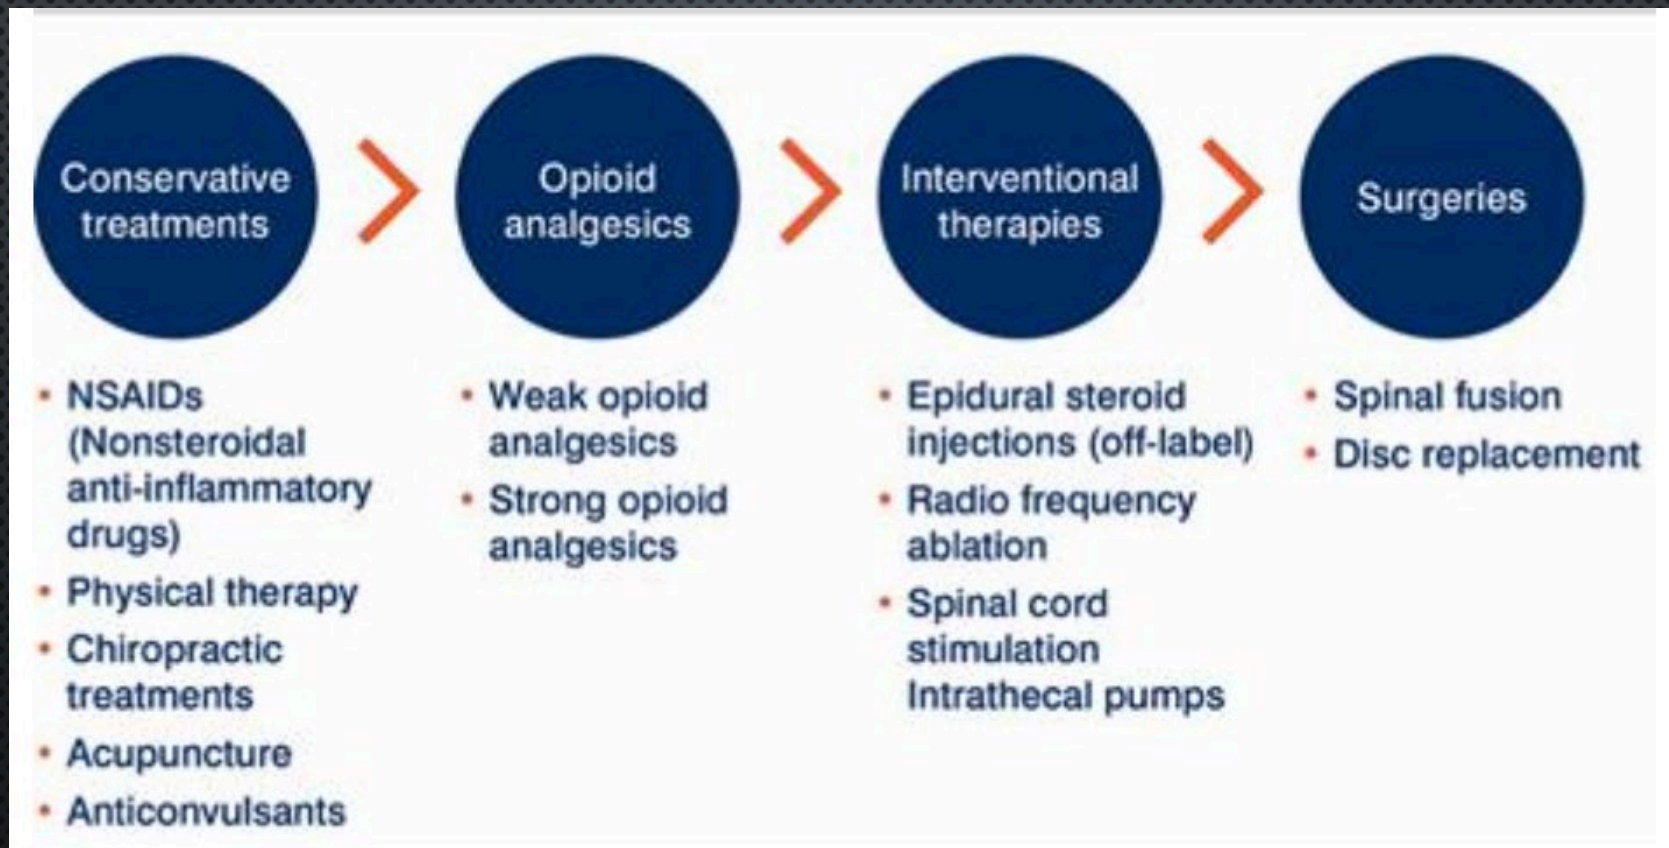 Conservative
treatments
Opioid
analgesics
Interventional
therapies
Surgeries
• NSAIDs
(Nonsteroidal
anti-inflammatory
drugs)
• Physical therapy
• Chiropractic
treatments
• Acupuncture
• Anticonvulsants
• Weak opioid
analgesics
• Strong opioid
analgesics
• Epidural steroid
injections (off-label)
• Radio frequency
ablation
• Spinal cord
stimulation
Intrathecal pumps
• Spinal fusion
• Disc replacement